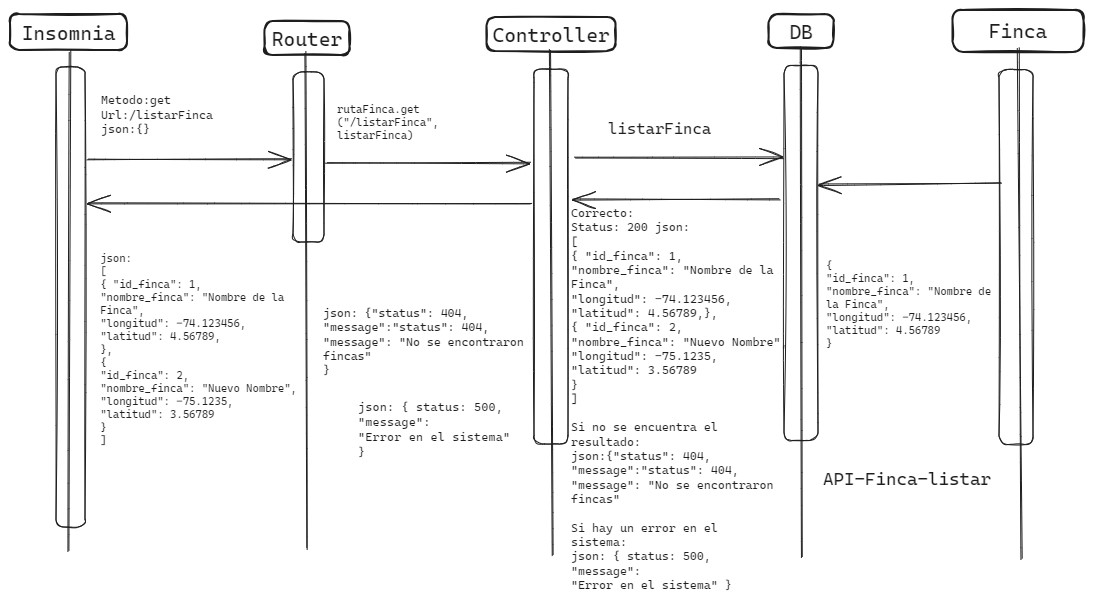 Insomnia
Router
Controller
DB
Finca
Metodo:get
Url:/listarFinca
json:{}
rutaFinca.get
("/listarFinca",
listarFinca)
listarFinca
json:
[
{ "id_finca": 1,
"nombre_finca": "Nombre de la
Finca",
"longitud": -74.123456,
"latitud": 4.56789,
},
{
"id_finca": 2,
"nombre_finca": "Nuevo Nombre",
"longitud": -75.1235,
"latitud": 3.56789
}
]
json: {"status": 404,
"message":"status": 404,
"message": "No se encontraron
fincas"
}
json: { status: 500,
"message":
"Error en el sistema"
}
Correcto:
Status: 200 json:
[
{ "id_finca": 1,
"nombre_finca": "Nombre de la
Finca",
"longitud": -74.123456,
"latitud": 4.56789,},
{ "id_finca": 2,
"nombre_finca": "Nuevo Nombre"
"longitud": -75.1235,
"latitud": 3.56789
}
]
Si no se encuentra el
resultado:
json:{"status": 404,
"message":"status": 404,
"message": "No se encontraron
fincas"
Si hay un error en el
sistema:
json: { status: 500,
"message":
"Error en el sistema" }
{
"id_finca": 1,
"nombre_finca": "Nombre de
la Finca",
"longitud": -74.123456,
"latitud": 4.56789
}
API-Finca-listar